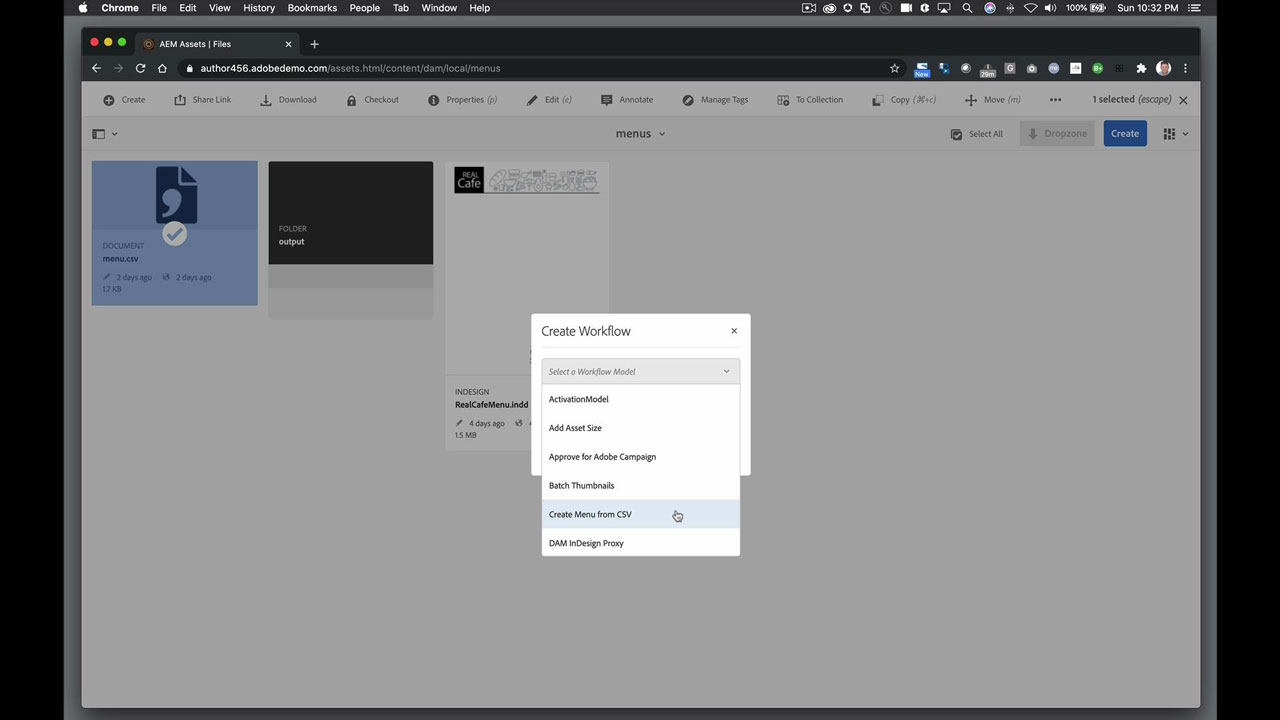 Chrome File Edit View History Bookmarks People Tab Window Help 100% Sun 10:32 PM
AEM Assets | Files
author456.adobedemo.com/assets.html/content/dam/local/menus New 29m G B+
Create Share Link Download Checkout Properties (p) Edit (e) Annotate Manage Tags To Collection Copy (⌘+c) Move (m) 1 selected (escape)
menus Select All Dropzone Create
DOCUMENT
menu.csv
2 days ago 2 days ago
1.7 KB
FOLDER
output
REAL
Cafe
INDESIGN
RealCafeMenu.indd
4 days ago
1.5 MB
Create Workflow
Select a Workflow Model
ActivationModel
Add Asset Size
Approve for Adobe Campaign
Batch Thumbnails
Create Menu from CSV
DAM InDesign Proxy